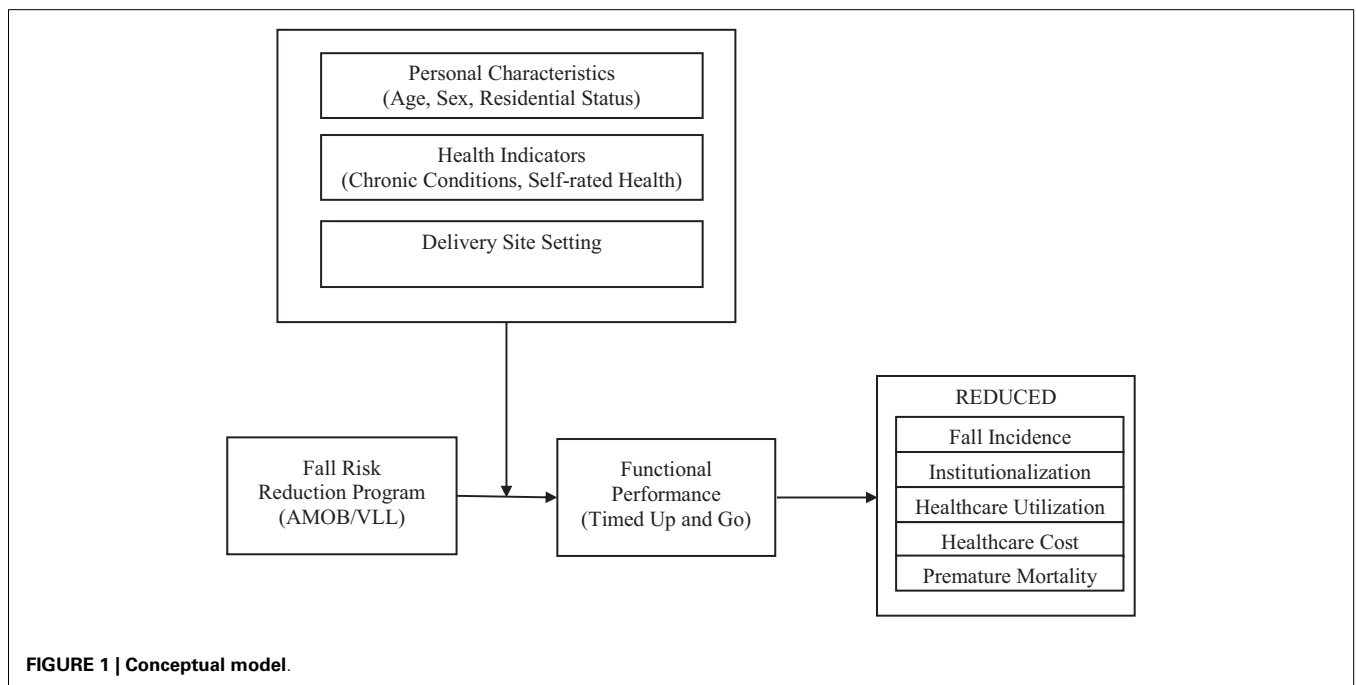 Personal Characteristics
(Age, Sex, Residential Status)
Health Indicators
(Chronic Conditions, Self-rated Health)
Delivery Site Setting
Fall Risk
Reduction Program
(AMOB/VLL)
Functional
Performance
(Timed Up and Go)
REDUCED
Fall Incidence
Institutionalization
Healthcare Utilization
Healthcare Cost
Premature Mortality
FIGURE 1 | Conceptual model.